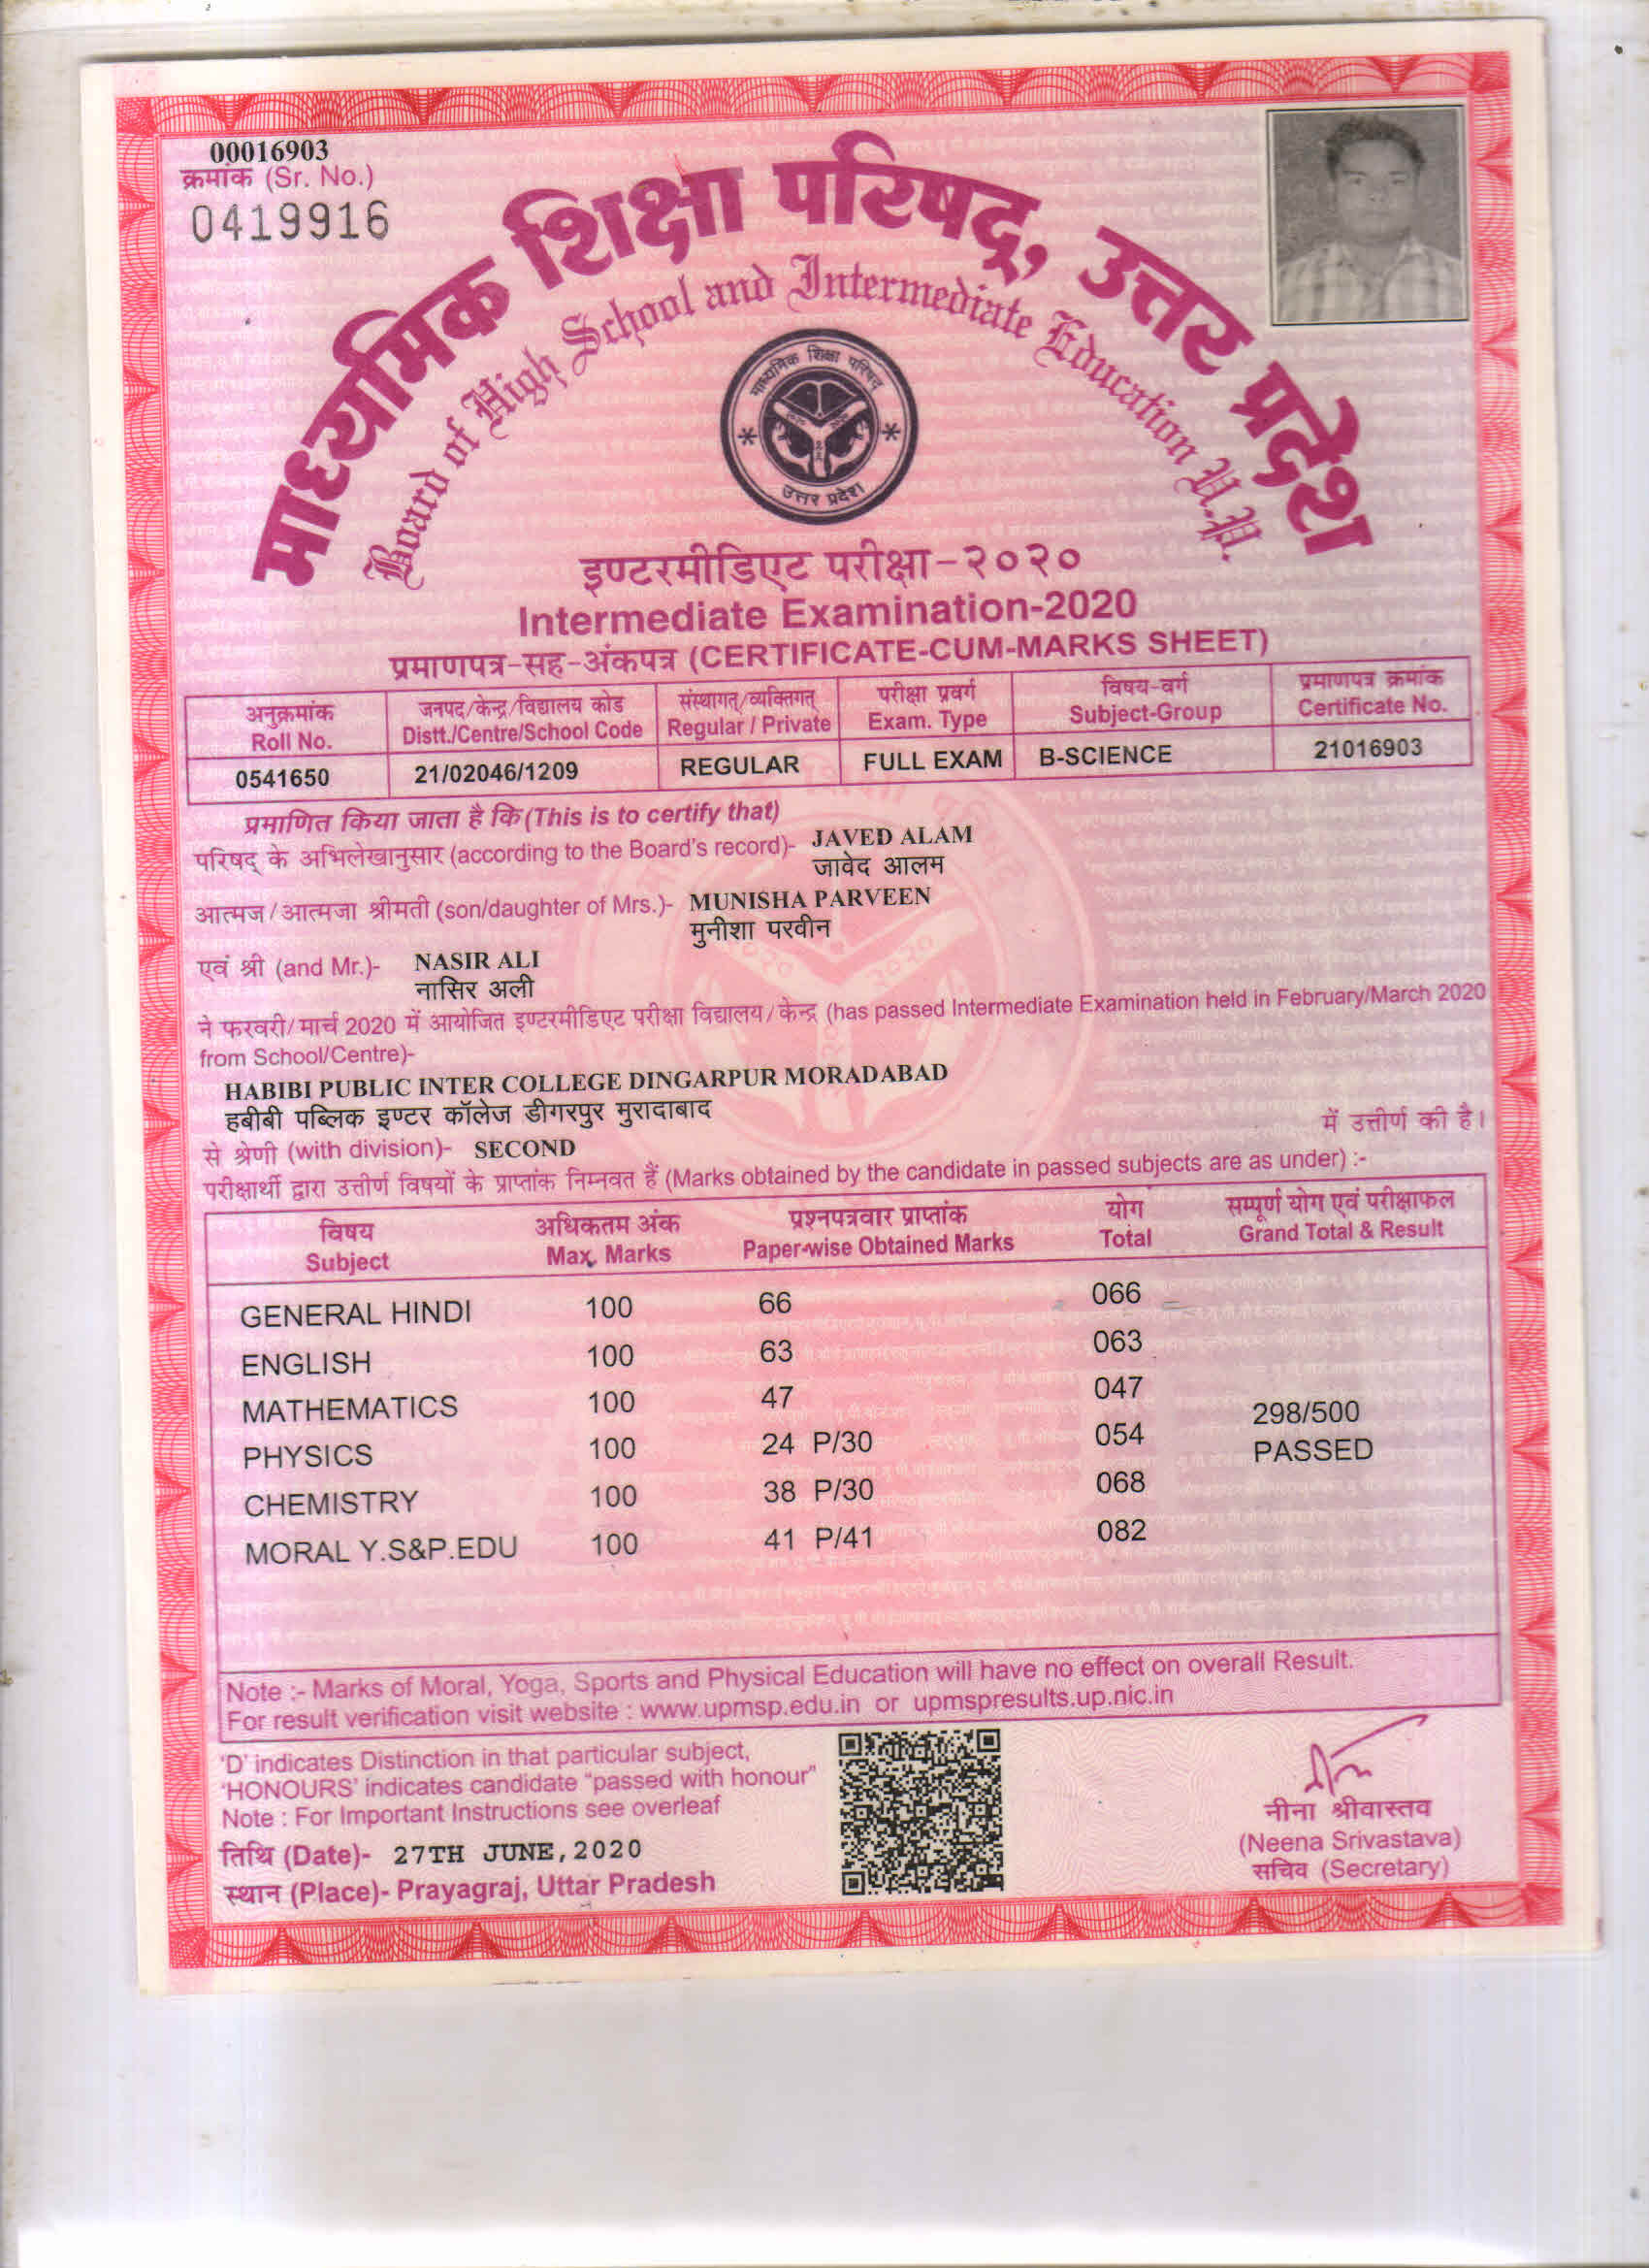 00016903
क्रमांक (Sr. No.)
0419916
माध्यमिक शिक्षा परिषद्, उत्तर प्रदेश
Board of High School and Intermediate Education U.P.
माध्यमिक शिक्षा परिषद
उत्तर प्रदेश
इण्टरमीडिएट परीक्षा-२०२०
Intermediate Examination-2020
प्रमाणपत्र-सह-अंकपत्र (CERTIFICATE-CUM-MARKS SHEET)
अनुक्रमांक जनपद/केन्द्र/विद्यालय कोड संस्थागत्/व्यक्तिगत् परीक्षा प्रवर्ग विषय-वर्ग प्रमाणपत्र क्रमांक
Roll No. Distt./Centre/School Code Regular / Private Exam. Type Subject-Group Certificate No.
0541650 21/02046/1209 REGULAR FULL EXAM B-SCIENCE 21016903
प्रमाणित किया जाता है कि (This is to certify that)
परिषद् के अभिलेखानुसार (according to the Board's record)- JAVED ALAM
जावेद आलम
आत्मज/आत्मजा श्रीमती (son/daughter of Mrs.)- MUNISHA PARVEEN
मुनीशा परवीन
एवं श्री (and Mr.)- NASIR ALI
नासिर अली
ने फरवरी/मार्च 2020 में आयोजित इण्टरमीडिएट परीक्षा विद्यालय/केन्द्र (has passed Intermediate Examination held in February/March 2020
from School/Centre)-
HABIBI PUBLIC INTER COLLEGE DINGARPUR MORADABAD
हबीबी पब्लिक इण्टर कॉलेज डीगरपुर मुरादाबाद
से श्रेणी (with division)- SECOND में उत्तीर्ण की है।
परीक्षार्थी द्वारा उत्तीर्ण विषयों के प्राप्तांक निम्नवत हैं (Marks obtained by the candidate in passed subjects are as under) :-
विषय अधिकतम अंक प्रश्नपत्रवार प्राप्तांक योग सम्पूर्ण योग एवं परीक्षाफल
Subject Max. Marks Paper-wise Obtained Marks Total Grand Total & Result
GENERAL HINDI 100 66 066
ENGLISH 100 63 063
MATHEMATICS 100 47 047
298/500
PHYSICS 100 24 P/30 054
PASSED
CHEMISTRY 100 38 P/30 068
MORAL Y.S&P.EDU 100 41 P/41 082
Note :- Marks of Moral, Yoga, Sports and Physical Education will have no effect on overall Result.
For result verification visit website : www.upmsp.edu.in or upmspresults.up.nic.in
'D' indicates Distinction in that particular subject,
'HONOURS' indicates candidate "passed with honour"
Note : For Important Instructions see overleaf
तिथि (Date)- 27TH JUNE, 2020
स्थान (Place)- Prayagraj, Uttar Pradesh
नीना श्रीवास्तव
(Neena Srivastava)
सचिव (Secretary)